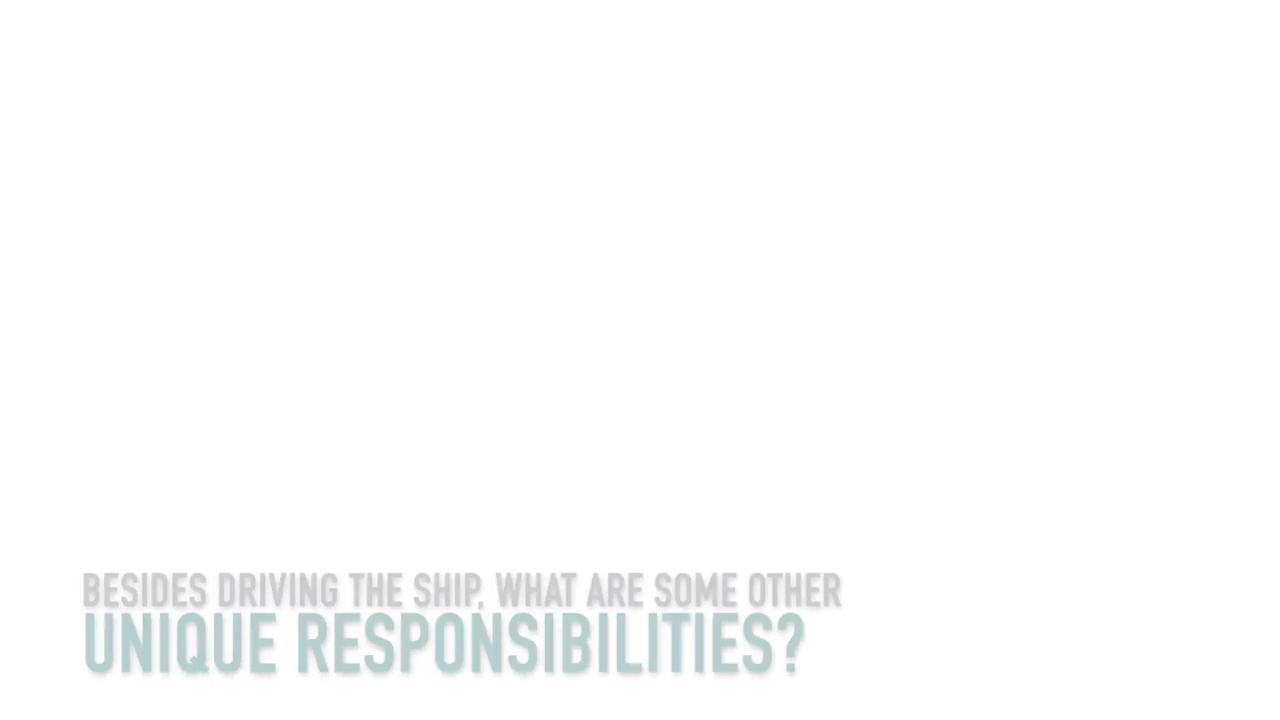 BESIDES DRIVING THE SHIP, WHAT ARE SOME OTHER
UNIQUE RESPONSIBILITIES?